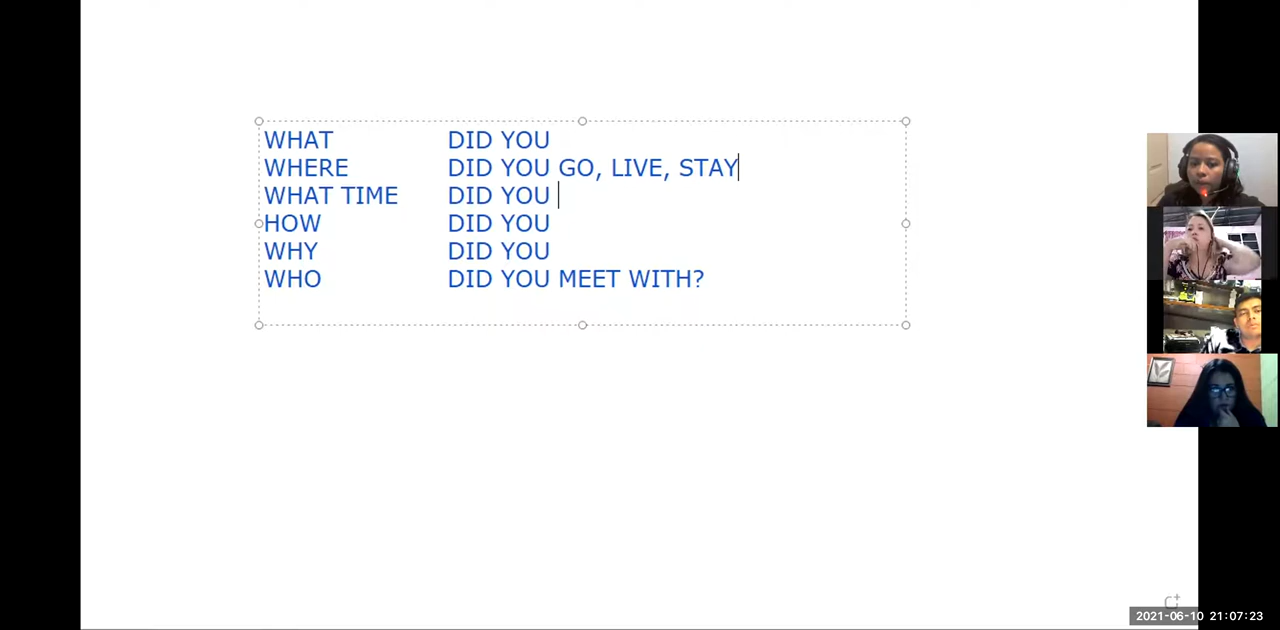 WHAT DID YOU
WHERE DID YOU GO, LIVE, STAY
WHAT TIME DID YOU
HOW DID YOU
WHY DID YOU
WHO DID YOU MEET WITH?
2021-06-10 21:07:23